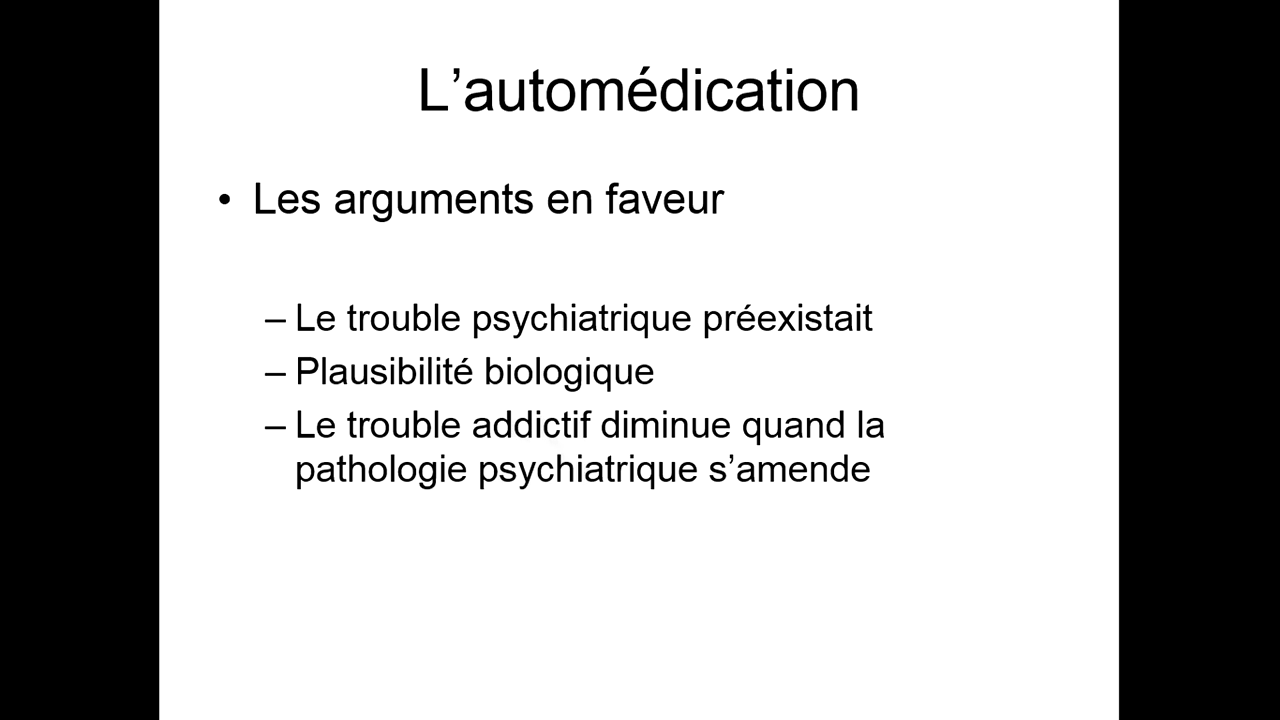 L’automédication
• Les arguments en faveur
– Le trouble psychiatrique préexistait
– Plausibilité biologique
– Le trouble addictif diminue quand la
pathologie psychiatrique s’amende